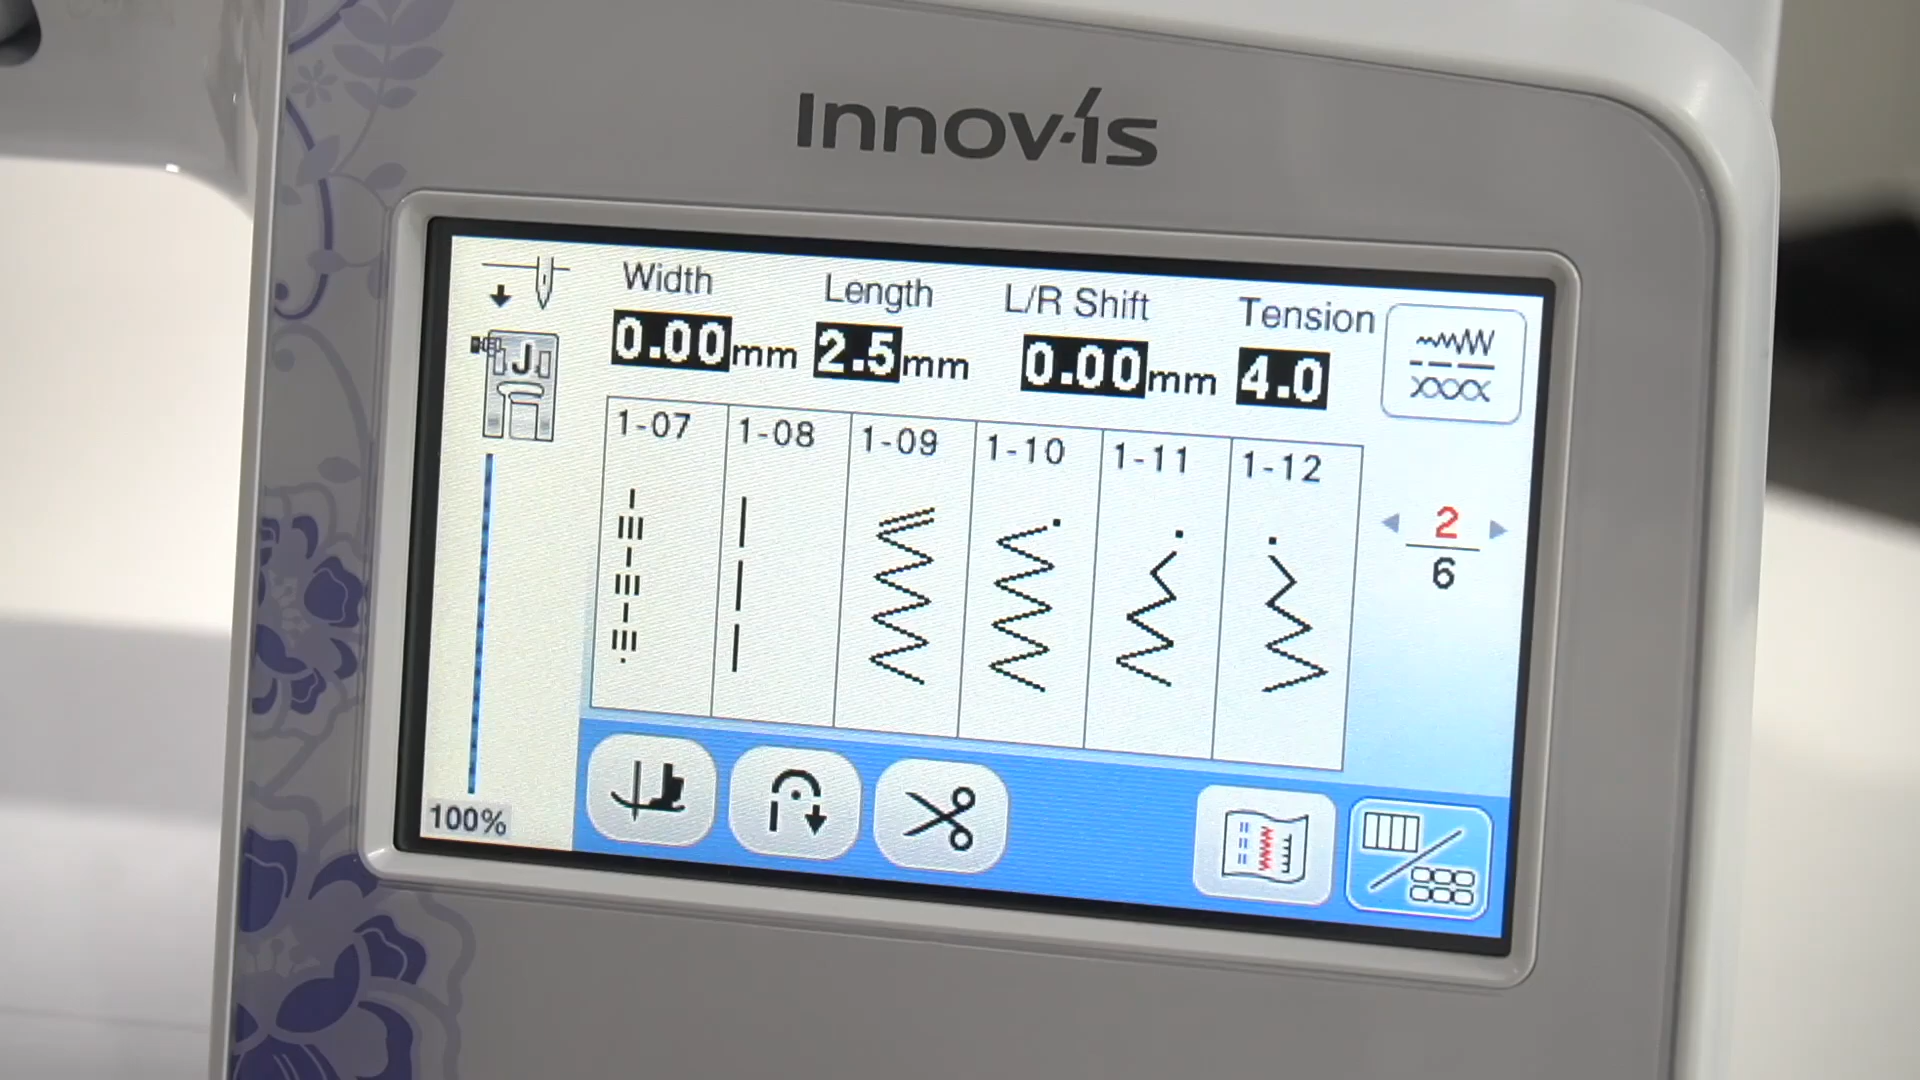 Innov-is
Width Length L/R Shift Tension
0.00mm 2.5mm 0.00mm 4.0
J
1-07 1-08 1-09 1-10 1-11 1-12
2
6
100%